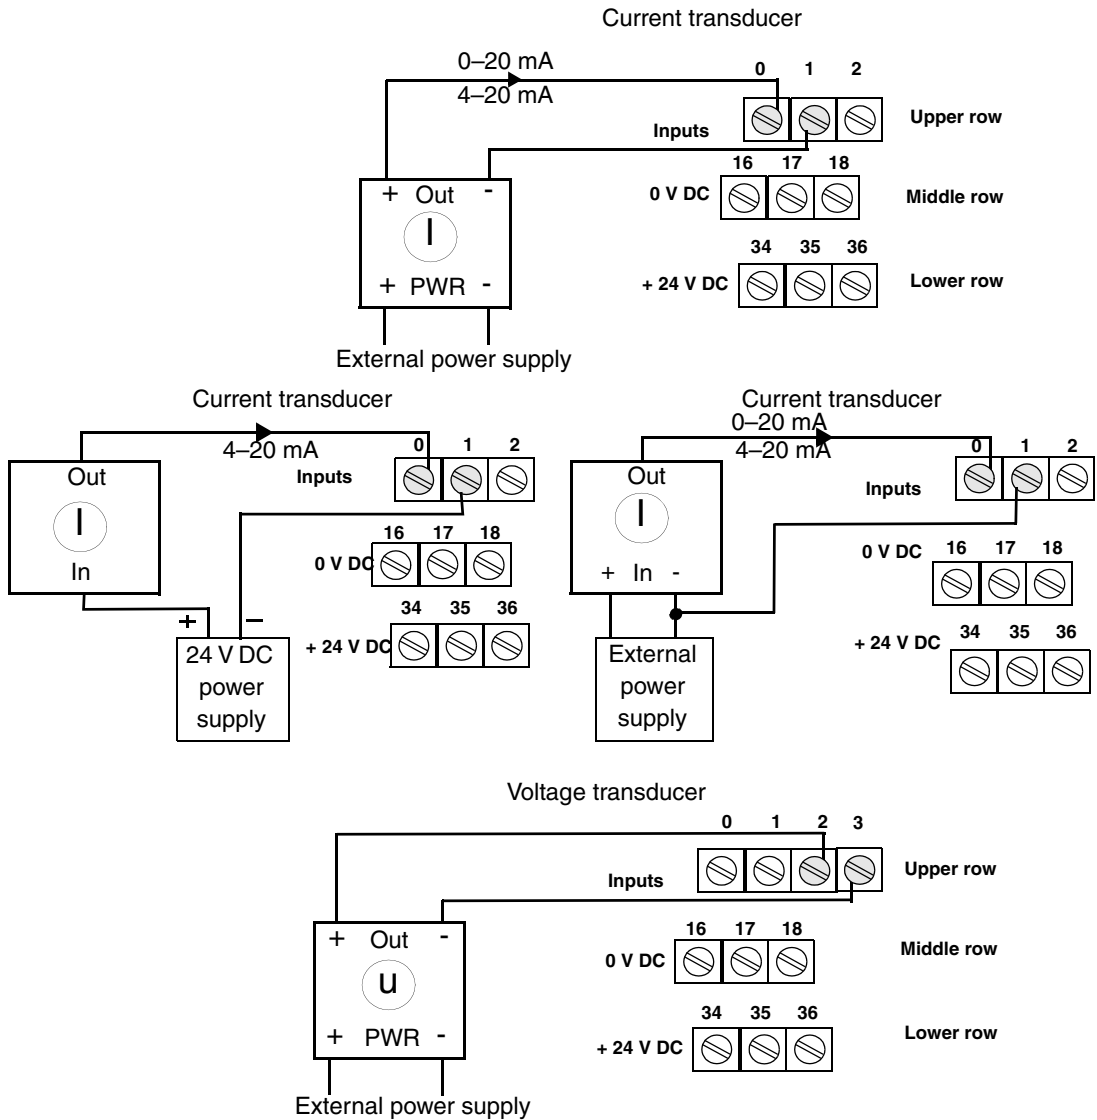 Current transducer
0–20 mA
4–20 mA
0 1 2
Inputs
Upper row
16 17 18
0 V DC
Middle row
34 35 36
+ 24 V DC
Lower row
+ Out -
I
+ PWR -
External power supply
Current transducer
4–20 mA
0 1 2
Inputs
Out
I
In
16 17 18
0 V DC
34 35 36
+ 24 V DC
+ –
24 V DC
power
supply
Current transducer
0–20 mA
4–20 mA
0 1 2
Inputs
Out
I
+ In -
0 V DC
16 17 18
+ 24 V DC
34 35 36
External
power
supply
Voltage transducer
0 1 2 3
Inputs
Upper row
+ Out -
u
+ PWR -
16 17 18
0 V DC
Middle row
34 35 36
+ 24 V DC
Lower row
External power supply